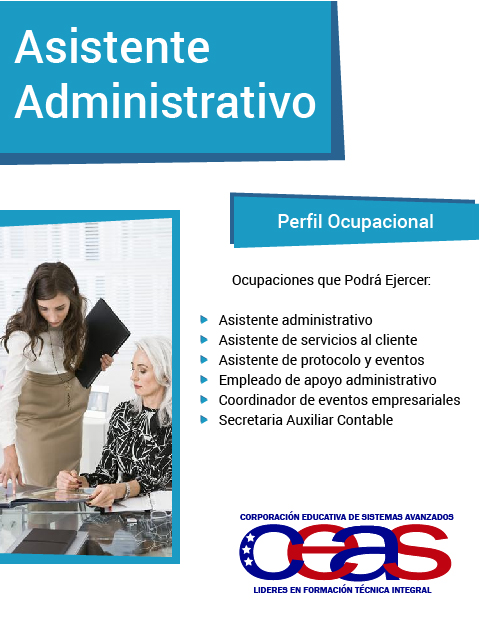 Asistente
Administrativo
Perfil Ocupacional
Ocupaciones que Podrá Ejercer:
Asistente administrativo
Asistente de servicios al cliente
Asistente de protocolo y eventos
Empleado de apoyo administrativo
Coordinador de eventos empresariales
Secretaria Auxiliar Contable
CORPORACIÓN EDUCATIVA DE SISTEMAS AVANZADOS
ceas
LIDERES EN FORMACIÓN TÉCNICA INTEGRAL